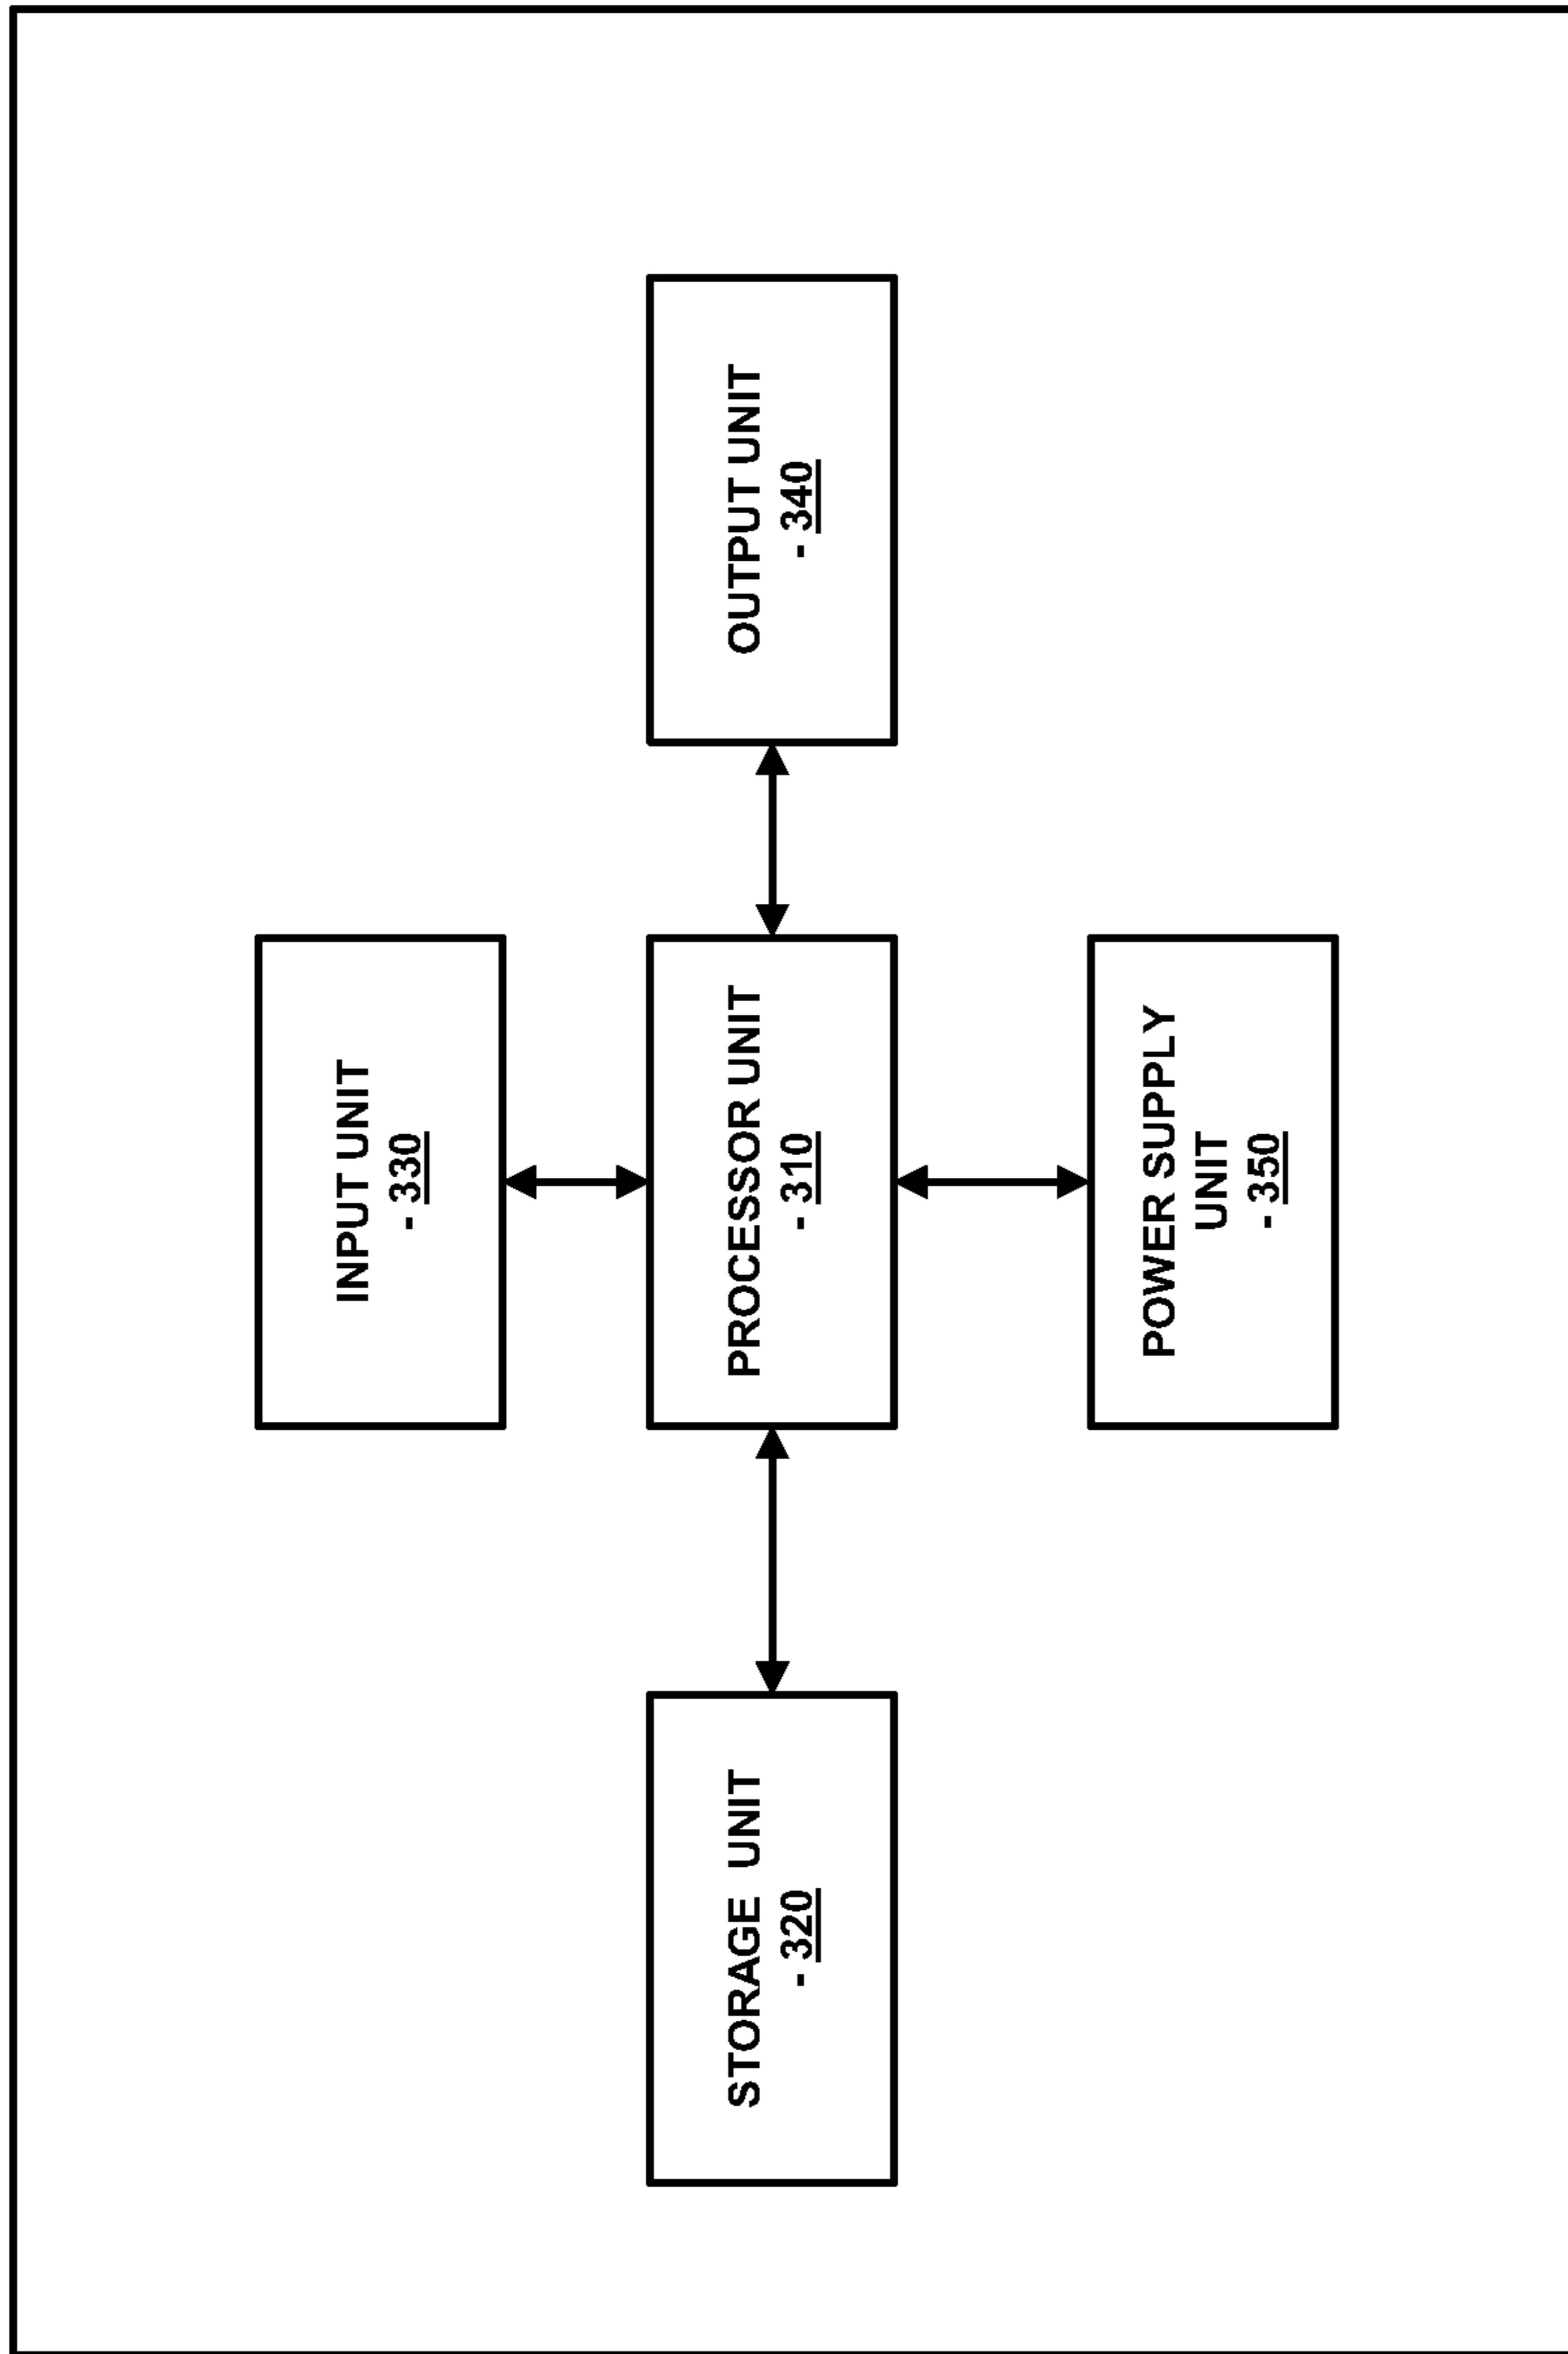 INPUT UNIT
- 330
STORAGE UNIT
- 320
PROCESSOR UNIT
- 310
OUTPUT UNIT
- 340
POWER SUPPLY
UNIT
- 350